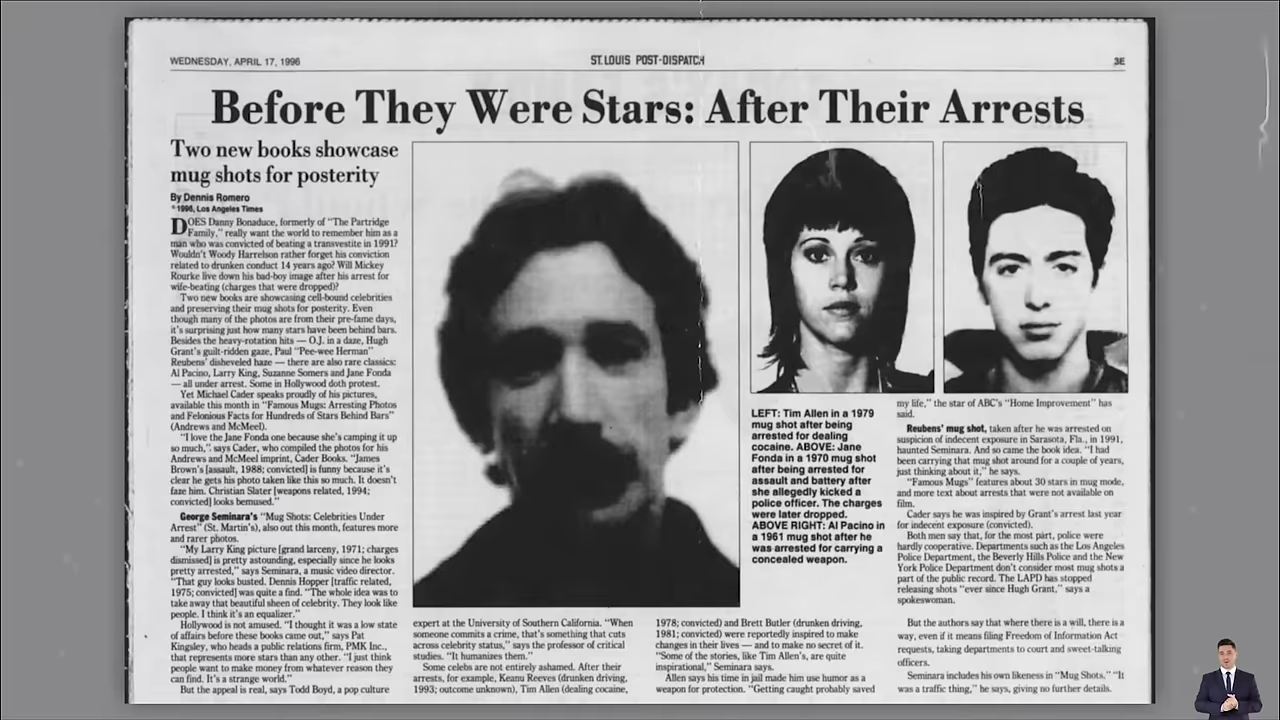 WEDNESDAY, APRIL 17, 1996
ST. LOUIS POST-DISPATCH
3E
Before They Were Stars: After Their Arrests
Two new books showcase
mug shots for posterity
By Dennis Romero
©1996, Los Angeles Times
DOES Danny Bonaduce, formerly of "The Partridge
Family," really want the world to remember him as a
man who was convicted of beating a transvestite in 1991?
Wouldn't Woody Harrelson rather forget his conviction
related to drunken conduct 14 years ago? Will Mickey
Rourke live down his bad-boy image after his arrest for
wife-beating (charges that were dropped)?
Two new books are showcasing cell-bound celebrities
and preserving their mug shots for posterity. Even
though many of the photos are from their pre-fame days,
it's surprising just how many stars have been behind bars.
Besides the heavy-rotation hits — O.J. in a daze, Hugh
Grant's guilt-ridden gaze, Paul "Pee-wee Herman"
Reubens' disheveled haze — there are also rare classics:
Al Pacino, Larry King, Suzanne Somers and Jane Fonda
— all under arrest. Some in Hollywood doth protest.
Yet Michael Cader speaks proudly of his pictures,
available this month in "Famous Mugs: Arresting Photos
and Felonious Facts for Hundreds of Stars Behind Bars"
(Andrews and McMeel).
"I love the Jane Fonda one because she's camping it up
so much," says Cader, who compiled the photos for his
Andrews and McMeel imprint, Cader Books. "James
Brown's [assault, 1988; convicted] is funny because it's
clear he gets his photo taken like this so much. It doesn't
faze him. Christian Slater [weapons related, 1994;
convicted] looks bemused."
George Seminara's "Mug Shots: Celebrities Under
Arrest" (St. Martin's), also out this month, features more
and rarer photos.
"My Larry King picture [grand larceny, 1971; charges
dismissed] is pretty astounding, especially since he looks
pretty arrested," says Seminara, a music video director.
"That guy looks busted. Dennis Hopper [traffic related,
1975; convicted] was quite a find. "The whole idea was to
take away that beautiful sheen of celebrity. They look like
people. I think it's an equalizer."
Hollywood is not amused. "I thought it was a low state
of affairs before these books came out," says Pat
Kingsley, who heads a public relations firm, PMK Inc.,
that represents more stars than any other. "I just think
people want to make money from whatever reason they
can find. It's a strange world."
But the appeal is real, says Todd Boyd, a pop culture
expert at the University of Southern California. "When
someone commits a crime, that's something that cuts
across celebrity status," says the professor of critical
studies. "It humanizes them."
Some celebs are not entirely ashamed. After their
arrests, for example, Keanu Reeves (drunken driving,
1993; outcome unknown), Tim Allen (dealing cocaine,
1978; convicted) and Brett Butler (drunken driving,
1981; convicted) were reportedly inspired to make
changes in their lives — and to make no secret of it.
"Some of the stories, like Tim Allen's, are quite
inspirational," Seminara says.
Allen says his time in jail made him use humor as a
weapon for protection. "Getting caught probably saved
LEFT: Tim Allen in a 1979
mug shot after being
arrested for dealing
cocaine. ABOVE: Jane
Fonda in a 1970 mug shot
after being arrested for
assault and battery after
she allegedly kicked a
police officer. The charges
were later dropped.
ABOVE RIGHT: Al Pacino in
a 1961 mug shot after he
was arrested for carrying a
concealed weapon.
my life," the star of ABC's "Home Improvement" has
said.
Reubens' mug shot, taken after he was arrested on
suspicion of indecent exposure in Sarasota, Fla., in 1991,
haunted Seminara. And so came the book idea. "I had
been carrying that mug shot around for a couple of years,
just thinking about it," he says.
"Famous Mugs" features about 30 stars in mug mode,
and more text about arrests that were not available on
film.
Cader says he was inspired by Grant's arrest last year
for indecent exposure (convicted).
Both men say that, for the most part, police were
hardly cooperative. Departments such as the Los Angeles
Police Department, the Beverly Hills Police and the New
York Police Department don't consider most mug shots a
part of the public record. The LAPD has stopped
releasing shots "ever since Hugh Grant," says a
spokeswoman.
But the authors say that where there is a will, there is a
way, even if it means filing Freedom of Information Act
requests, taking departments to court and sweet-talking
officers.
Seminara includes his own likeness in "Mug Shots." "It
was a traffic thing," he says, giving no further details.